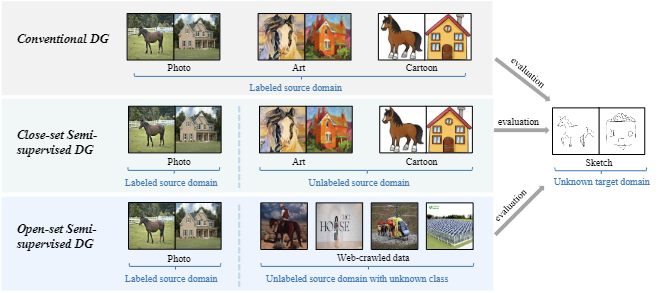 Conventional DG
Photo
Art
Cartoon
Labeled source domain
evaluation
Close-set Semi-
supervised DG
Photo
Art
Cartoon
Labeled source domain
Unlabeled source domain
evaluation
Sketch
Unknown target domain
Open-set Semi-
supervised DG
Photo
Web-crawled data
Labeled source domain
Unlabeled source domain with unknown class
evaluation